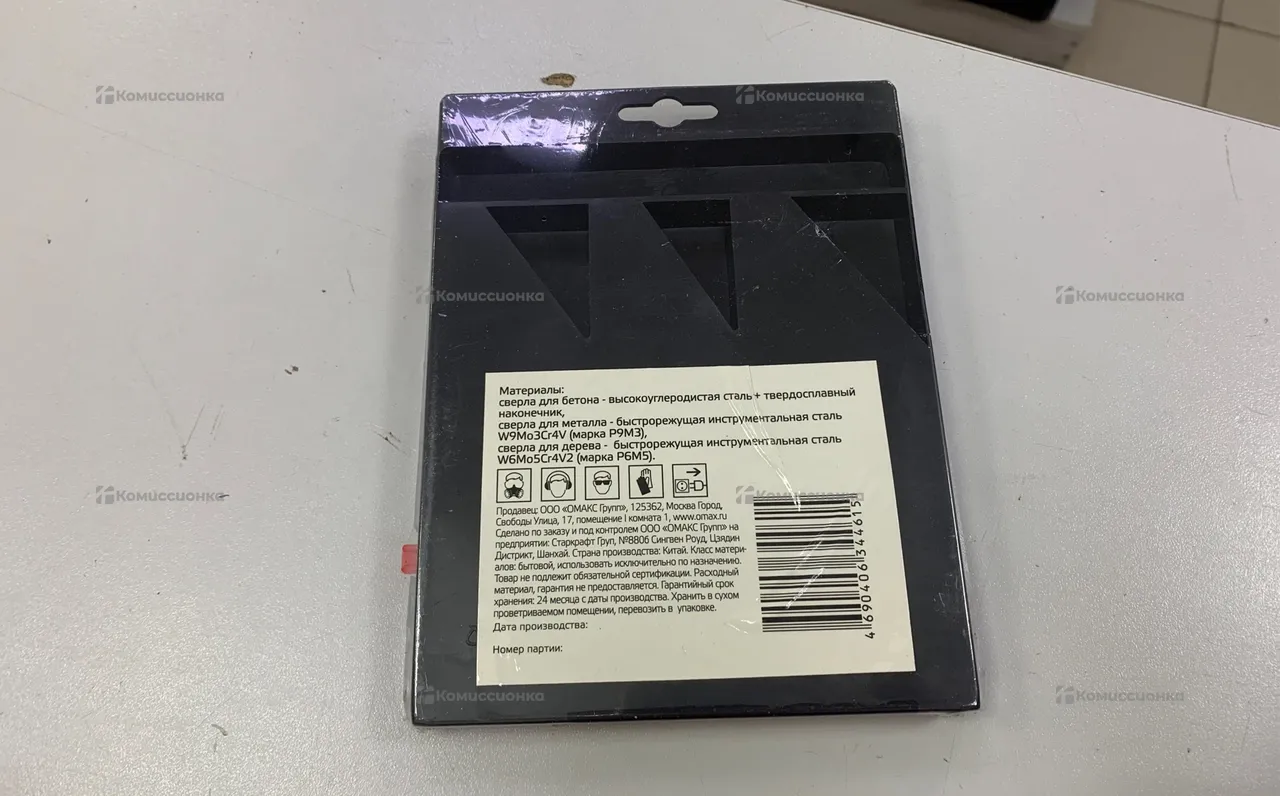 Комиссионка
Комиссионка
Комиссионка
Комиссионка
Материалы:
сверла для бетона - высокоуглеродистая сталь + твердосплавный
наконечник,
сверла для металла - быстрорежущая инструментальная сталь
W9Mo3Cr4V (марка Р9М3),
сверла для дерева - быстрорежущая инструментальная сталь
W6Mo5Cr4V2 (марка Р6М5).
Комиссионка
Комиссионка
Продавец: ООО «ОМАКС Групп», 125362, Москва Город,
Свободы Улица, 17, помещение I комната 1, www.omax.ru
Сделано по заказу и под контролем ООО «ОМАКС Групп» на
предприятии: Старкрафт Груп, №8806 Сингвен Роуд, Цзядин
Дистрикт, Шанхай. Страна производства: Китай. Класс матери-
алов: бытовой, использовать исключительно по назначению.
Товар не подлежит обязательной сертификации. Расходный
материал, гарантия не предоставляется. Гарантийный срок
хранения: 24 месяца с даты производства. Хранить в сухом
проветриваемом помещении, перевозить в упаковке.
Дата производства:
Номер партии:
4690406344615
Комиссионка
Комиссионка